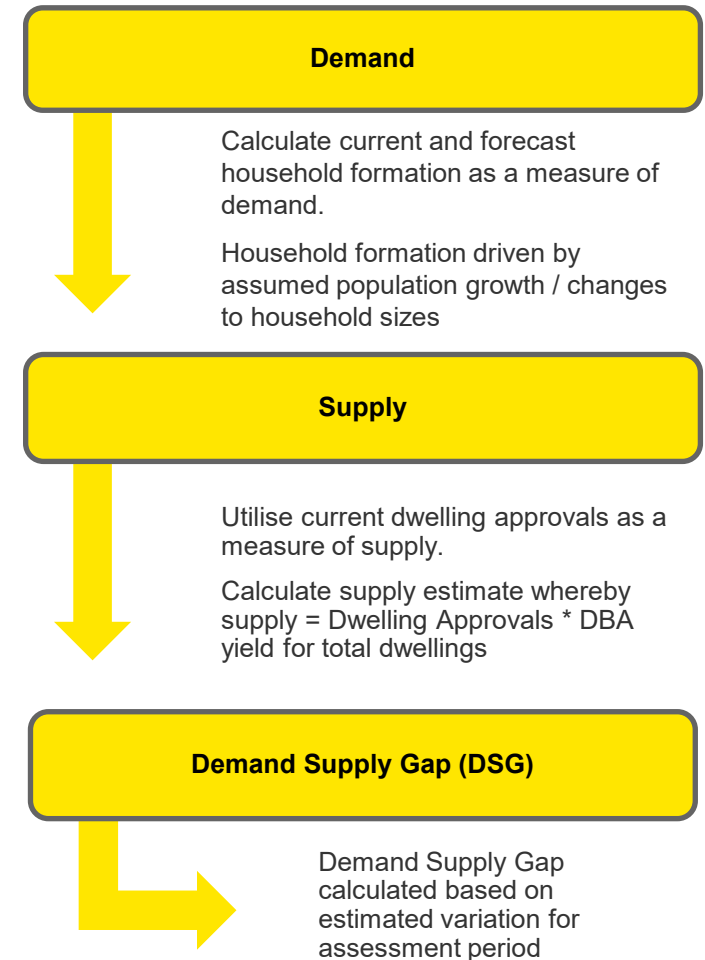 Demand
Calculate current and forecast
household formation as a measure of
demand.
Household formation driven by
assumed population growth / changes
to household sizes
Supply
Utilise current dwelling approvals as a
measure of supply.
Calculate supply estimate whereby
supply = Dwelling Approvals * DBA
yield for total dwellings
Demand Supply Gap (DSG)
Demand Supply Gap
calculated based on
estimated variation for
assessment period